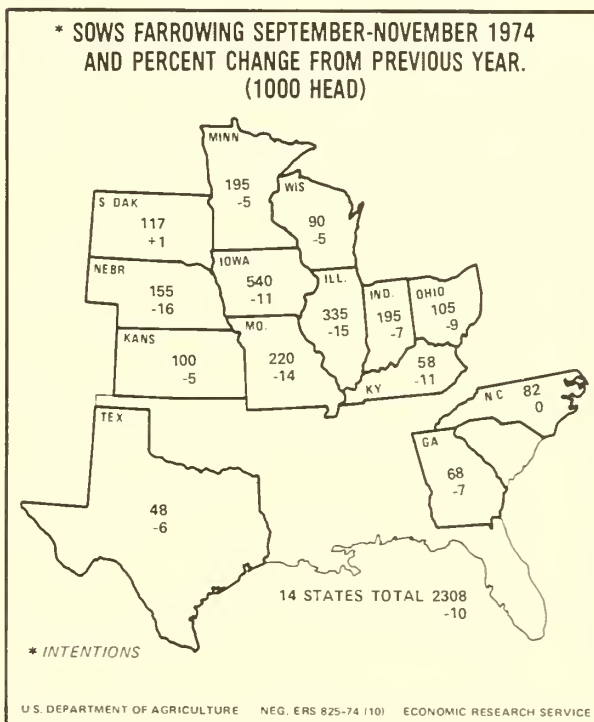 * SOWS FARROWING SEPTEMBER-NOVEMBER 1974
AND PERCENT CHANGE FROM PREVIOUS YEAR.
(1000 HEAD)
MINN
195
-5
WIS
90
-5
S DAK
117
+1
NEBR
155
-16
IOWA
540
-11
ILL.
335
-15
IND.
195
-7
OHIO
105
-9
KANS
100
-5
MO.
220
-14
KY
58
-11
NC 82
0
TEX
48
-6
GA
68
-7
14 STATES TOTAL 2308
-10
* INTENTIONS
U.S. DEPARTMENT OF AGRICULTURE NEG. ERS 825-74 (10) ECONOMIC RESEARCH SERVICE